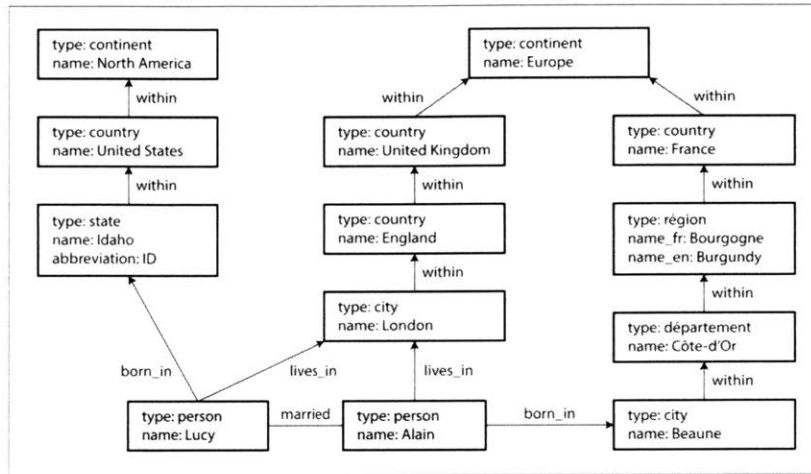 type: continent
name: North America
type: continent
name: Europe
within
within
within
type: country
name: United States
type: country
name: United Kingdom
type: country
name: France
within
within
within
type: state
name: Idaho
abbreviation: ID
type: country
name: England
type: région
name_fr: Bourgogne
name_en: Burgundy
within
within
type: city
name: London
type: département
name: Côte-d'Or
born_in
lives_in
lives_in
within
type: person
name: Lucy
married
type: person
name: Alain
born_in
type: city
name: Beaune